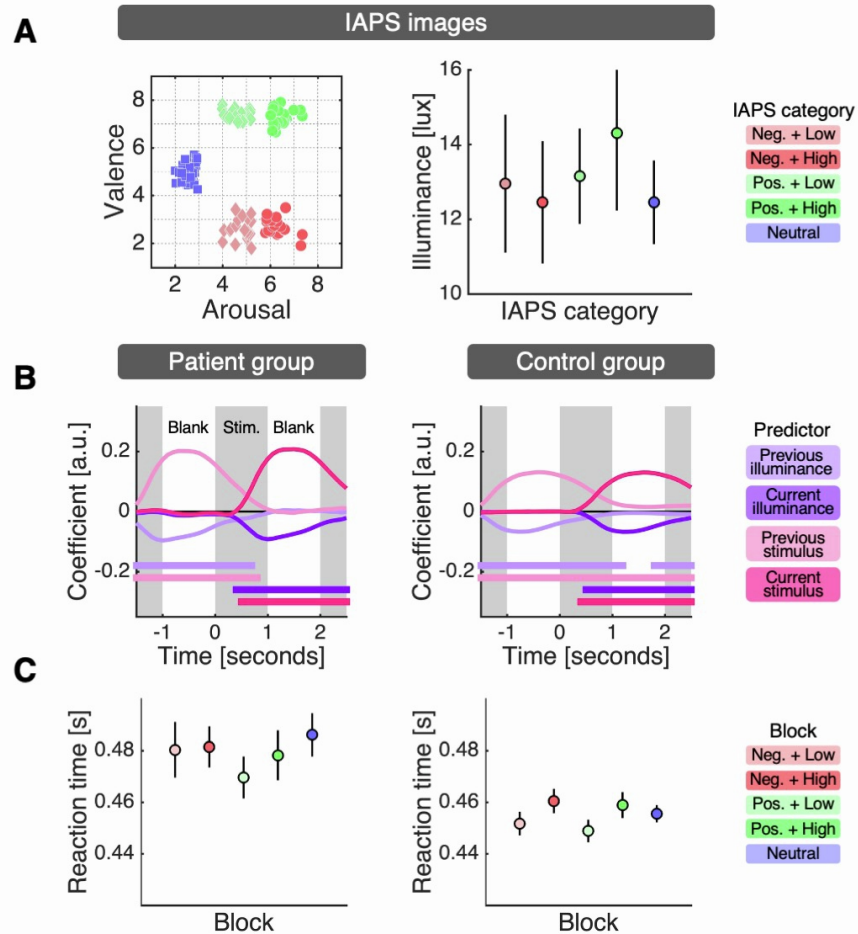 A
IAPS images
Valence
8
6
4
2
2 4 6 8
Arousal
Illuminance [lux]
16
14
12
10
IAPS category
IAPS category
Neg. + Low
Neg. + High
Pos. + Low
Pos. + High
Neutral
B
Patient group
Coefficient [a.u.]
0.2
0
-0.2
Blank Stim. Blank
-1 0 1 2
Time [seconds]
Control group
Coefficient [a.u.]
0.2
0
-0.2
-1 0 1 2
Time [seconds]
Predictor
Previous
illuminance
Current
illuminance
Previous
stimulus
Current
stimulus
C
Reaction time [s]
0.48
0.46
0.44
Block
Reaction time [s]
0.48
0.46
0.44
Block
Block
Neg. + Low
Neg. + High
Pos. + Low
Pos. + High
Neutral